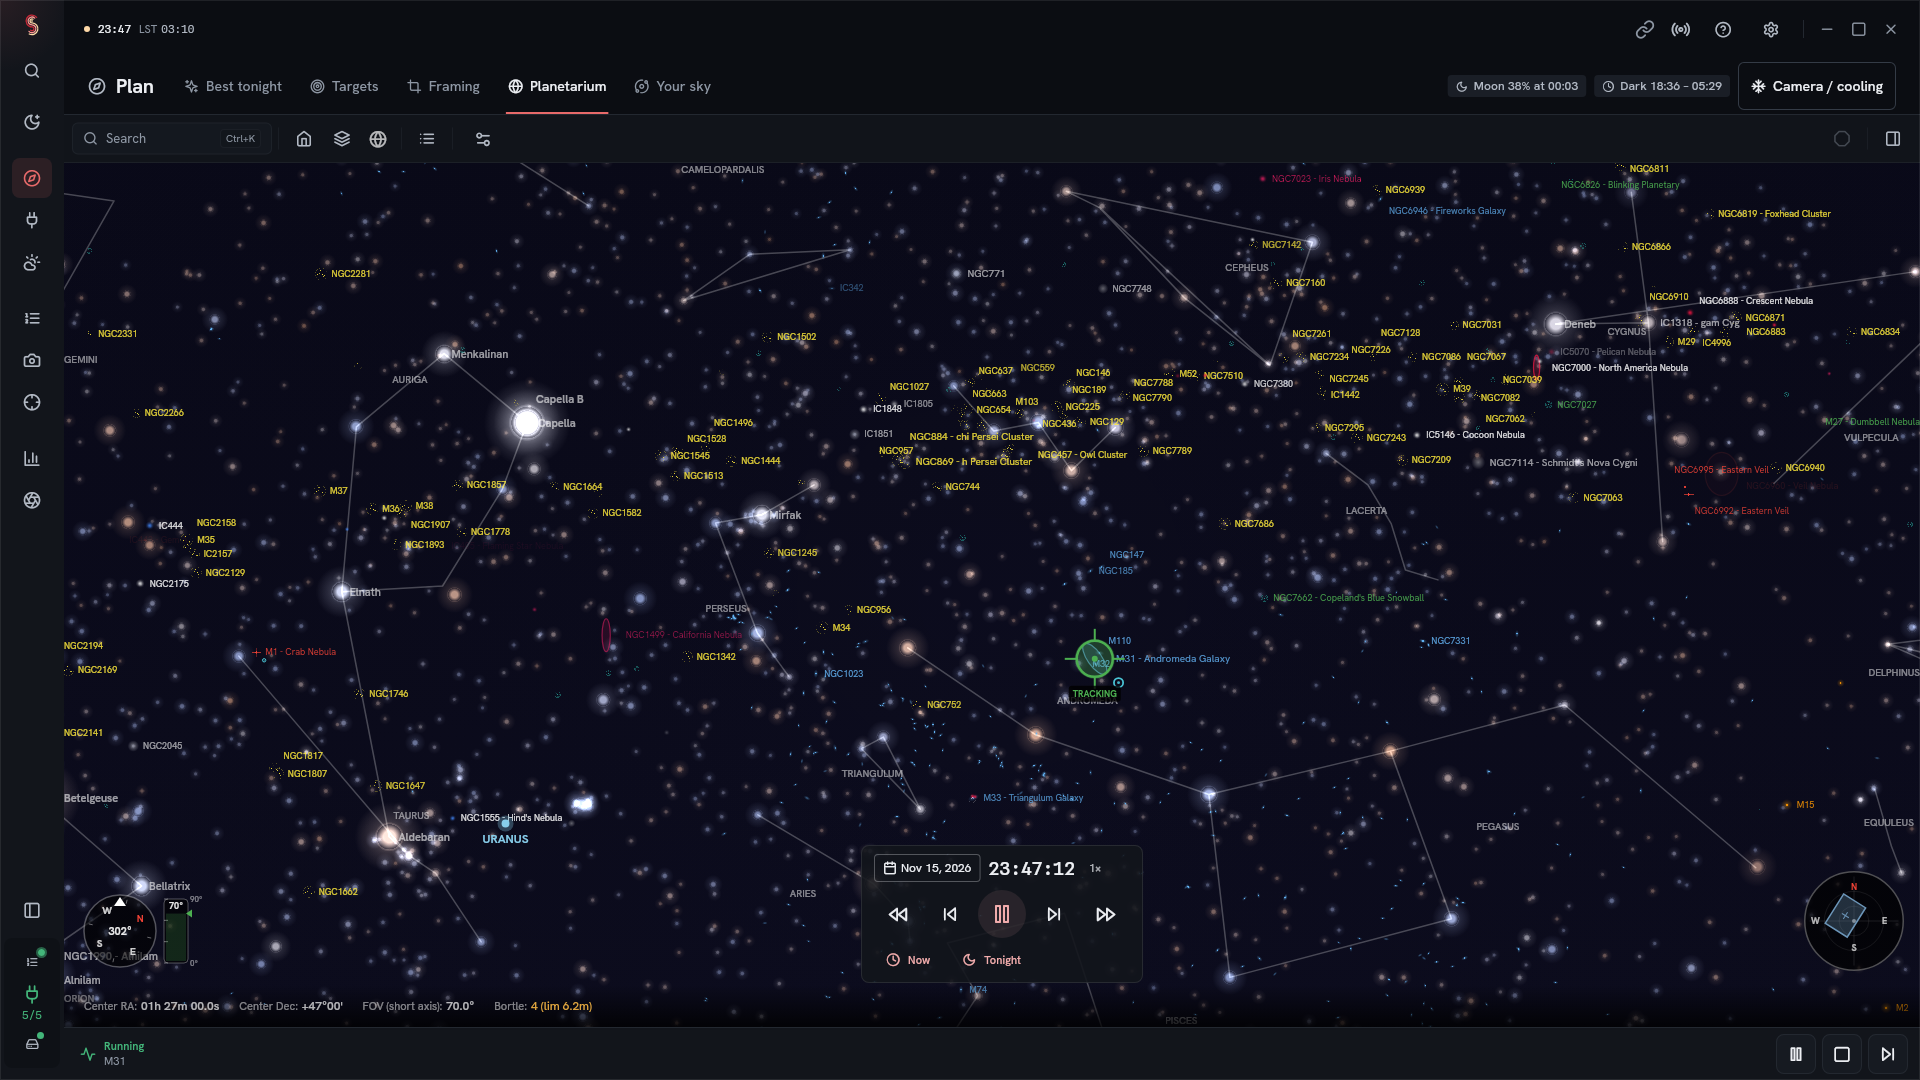 23:47 LST 03:10
Plan
Best tonight
Targets
Framing
Planetarium
Your sky
Moon 38% at 00:03
Dark 18:36 - 05:29
Camera / cooling
Search
Ctrl+K
CAMELOPARDALIS
NGC6811
NGC7023 - Iris Nebula
NGC6826 - Blinking Planetary
NGC6939
NGC6946 - Fireworks Galaxy
NGC6819 - Foxhead Cluster
NGC7142
NGC6866
CEPHEUS
NGC2281
NGC771
NGC7160
IC342
NGC7748
NGC6910
NGC6888 - Crescent Nebula
NGC2331
NGC1502
NGC7261
NGC7128
NGC7031
Deneb
CYGNUS
IC1318 - gam Cyg
NGC6871
NGC6883
NGC6834
M29
IC4996
GEMINI
Menkalinan
NGC7234
NGC7226
NGC7086
NGC7067
IC5070 - Pelican Nebula
NGC7000 - North America Nebula
AURIGA
NGC637
NGC559
NGC146
NGC7788
M52
NGC7510
NGC7380
NGC7245
NGC7039
NGC1027
NGC663
NGC189
NGC7790
IC1442
M39
NGC7082
Capella B
Capella
IC1848
IC1805
NGC654
M103
NGC225
NGC7027
NGC2266
NGC1496
NGC436
NGC129
NGC7062
M27 - Dumbbell Nebula
NGC1528
IC1851
NGC884 - chi Persei Cluster
NGC7295
NGC7243
IC5146 - Cocoon Nebula
VULPECULA
NGC1545
NGC1444
NGC957
NGC869 - h Persei Cluster
NGC457 - Owl Cluster
NGC7789
NGC7209
NGC7114 - Schmidts Nova Cygni
NGC6995 - Eastern Veil
NGC6940
NGC1513
M37
NGC1857
NGC1664
NGC744
NGC7063
M36
M38
NGC1582
Mirfak
LACERTA
NGC6992 - Eastern Veil
IC444
NGC2158
NGC1907
NGC1778
NGC7686
M35
NGC1893
IC2157
NGC1245
NGC147
NGC2129
NGC185
NGC2175
Elnath
NGC7662 - Copeland's Blue Snowball
PERSEUS
NGC956
M34
NGC1499 - California Nebula
M110
NGC7331
NGC2194
M1 - Crab Nebula
NGC1342
M32
M31 - Andromeda Galaxy
NGC2169
NGC1023
DELPHINUS
TRACKING
ANDROMEDA
NGC1746
NGC752
NGC2141
NGC2045
NGC1817
NGC1807
TRIANGULUM
NGC1647
M33 - Triangulum Galaxy
Betelgeuse
M15
TAURUS
NGC1555 - Hind's Nebula
EQUULEUS
Aldebaran
URANUS
PEGASUS
Nov 15, 2026
23:47:12
1×
Bellatrix
NGC1662
ARIES
W
N
302°
S
E
70°
90°
0°
N
W
E
S
NGC1990 - Alnilam
Now
Tonight
Alnilam
M74
ORION
Center RA: 01h 27m 00.0s
Center Dec: +47°00'
FOV (short axis): 70.0°
Bortle: 4 (lim 6.2m)
M2
PISCES
5/5
Running
M31